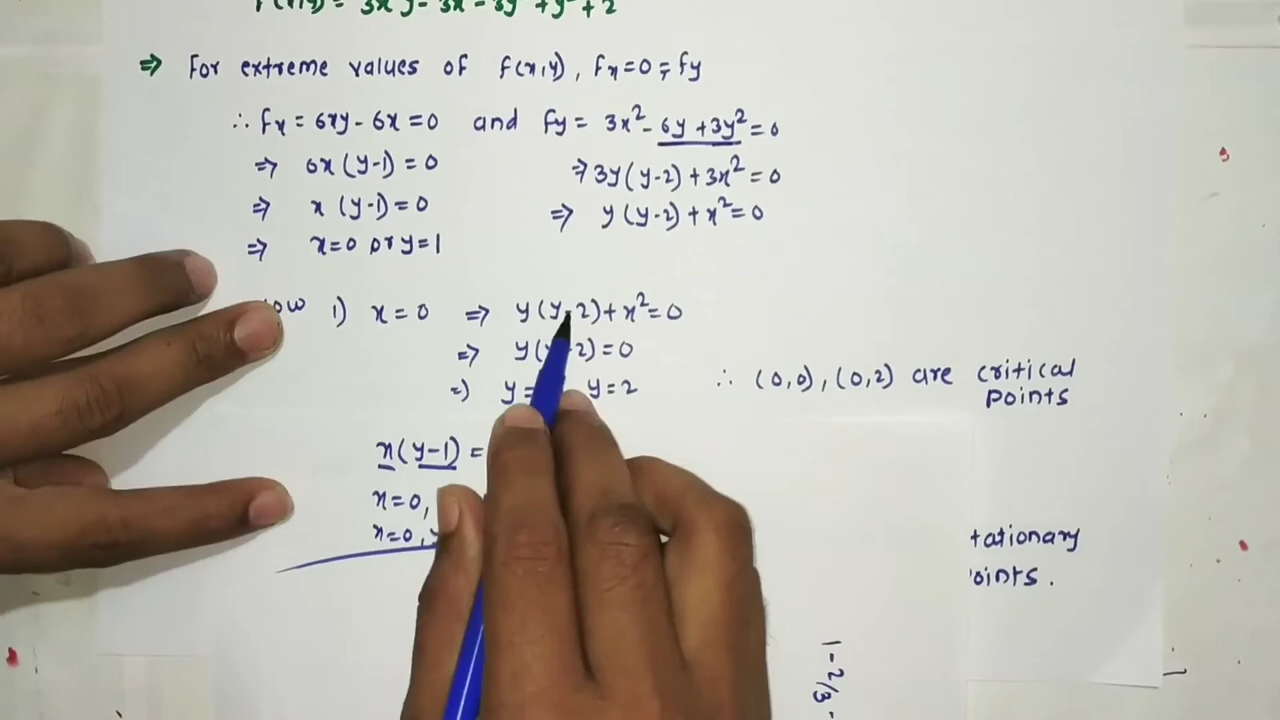 ⇒ For extreme values of f(x,y), fx=0=fy
∴ fx = 6xy - 6x = 0 and fy = 3x² - 6y + 3y² = 0
⇒ 6x(y-1) = 0 ⇒ 3y(y-2) + 3x² = 0
⇒ x(y-1) = 0 ⇒ y(y-2) + x² = 0
⇒ x=0 or y=1
1) x = 0 ⇒ y(y-2) + x² = 0
⇒ = 0
⇒ y = 2
∴ (0,0), (0,2) are critical points
x(y-1) =
x=0,
x=0,
1-2/3-